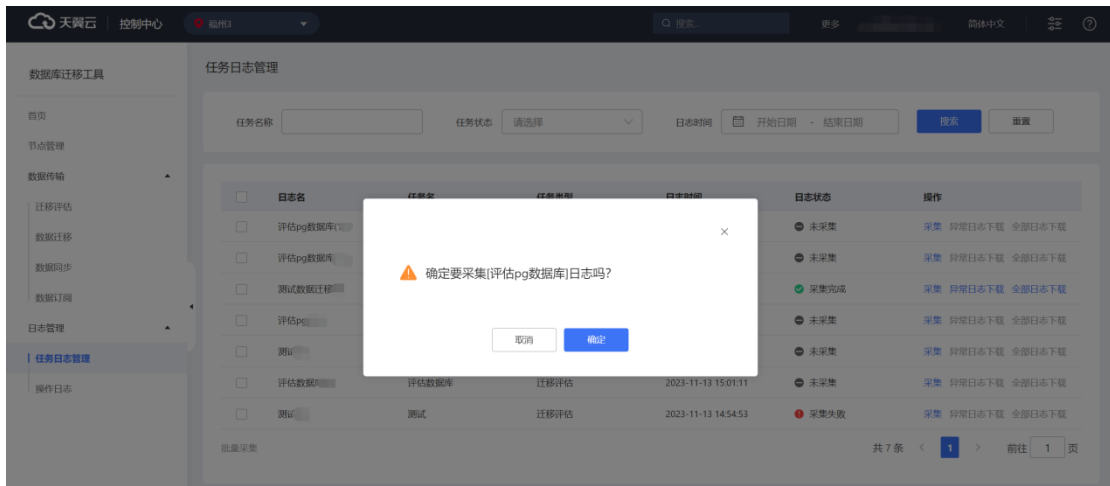 天翼云 控制中心 福州3 搜索... 更多 简体中文
数据库迁移工具
首页
节点管理
数据传输
迁移评估
数据迁移
数据同步
数据订阅
日志管理
任务日志管理
操作日志
任务日志管理
任务名称 任务状态 请选择 日志时间 开始日期 - 结束日期 搜索 重置
日志名 任务名 任务类型 日志时间 日志状态 操作
评估pg数据库 未采集 采集 异常日志下载 全部日志下载
评估pg数据库 未采集 采集 异常日志下载 全部日志下载
测试数据迁移 采集完成 采集 异常日志下载 全部日志下载
评估pg 未采集 采集 异常日志下载 全部日志下载
测试 未采集 采集 异常日志下载 全部日志下载
评估数据库 评估数据库 迁移评估 2023-11-13 15:01:11 未采集 采集 异常日志下载 全部日志下载
测试 测试 迁移评估 2023-11-13 14:54:53 采集失败 采集 异常日志下载 全部日志下载
批量采集 共 7 条 1 前往 1 页
确定要采集[评估pg数据库]日志吗?
取消 确定